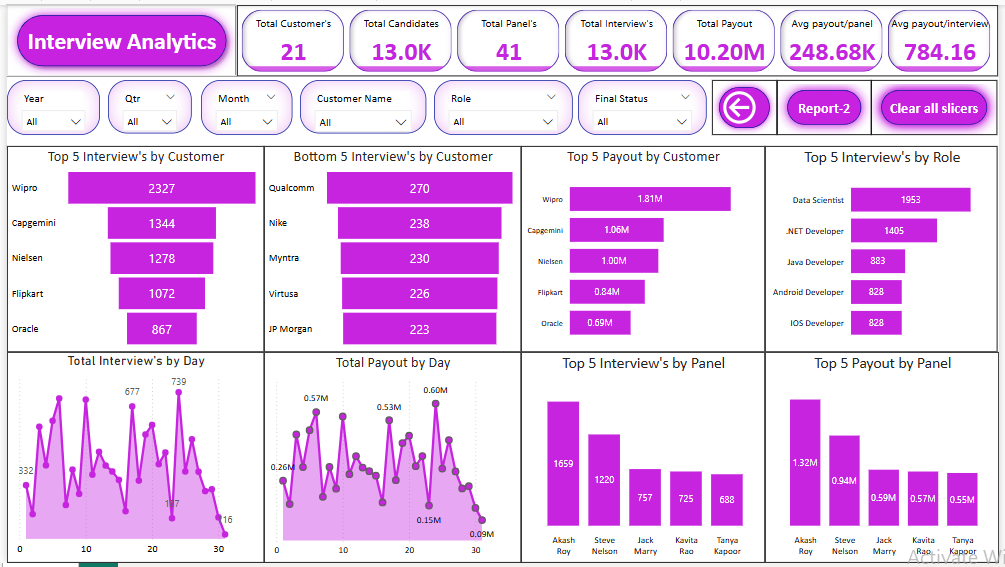 Interview Analytics
Total Customer's
21
Total Candidates
13.0K
Total Panel's
41
Total Interview's
13.0K
Total Payout
10.20M
Avg payout/panel
248.68K
Avg payout/interview
784.16
Year
All
Qtr
All
Month
All
Customer Name
All
Role
All
Final Status
All
Report-2
Clear all slicers
Top 5 Interview's by Customer
Wipro 2327
Capgemini 1344
Nielsen 1278
Flipkart 1072
Oracle 867
Bottom 5 Interview's by Customer
Qualcomm 270
Nike 238
Myntra 230
Virtusa 226
JP Morgan 223
Top 5 Payout by Customer
Wipro 1.81M
Capgemini 1.06M
Nielsen 1.00M
Flipkart 0.84M
Oracle 0.69M
Top 5 Interview's by Role
Data Scientist 1953
.NET Developer 1405
Java Developer 883
Android Developer 828
IOS Developer 828
Total Interview's by Day
739
677
332
16
0 10 20 30
Total Payout by Day
0.60M
0.57M
0.53M
0.26M
0.15M
0.09M
0 10 20 30
Top 5 Interview's by Panel
1659 1220 757 725 688
Akash Steve Jack Kavita Tanya
Roy Nelson Marry Rao Kapoor
Top 5 Payout by Panel
1.32M 0.94M 0.59M 0.57M 0.55M
Akash Steve Jack Kavita Tanya
Roy Nelson Marry Rao Kapoor
Activate Wi